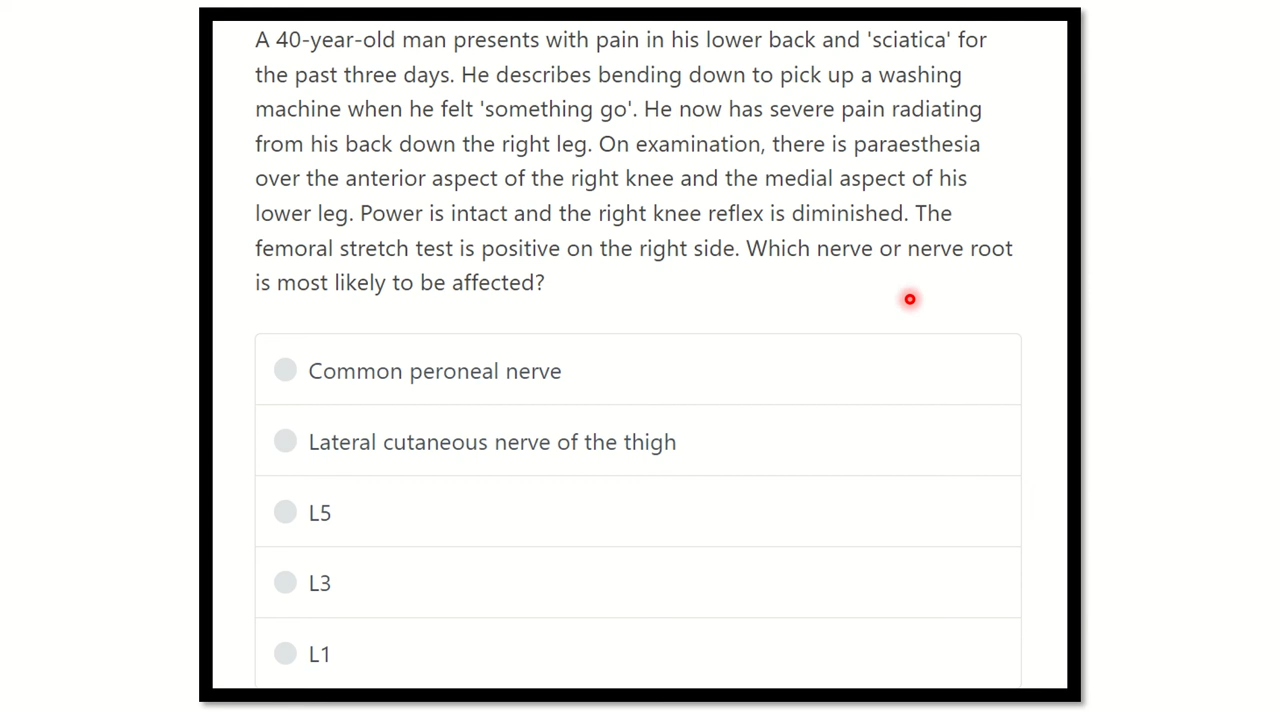 A 40-year-old man presents with pain in his lower back and 'sciatica' for
the past three days. He describes bending down to pick up a washing
machine when he felt 'something go'. He now has severe pain radiating
from his back down the right leg. On examination, there is paraesthesia
over the anterior aspect of the right knee and the medial aspect of his
lower leg. Power is intact and the right knee reflex is diminished. The
femoral stretch test is positive on the right side. Which nerve or nerve root
is most likely to be affected?
Common peroneal nerve
Lateral cutaneous nerve of the thigh
L5
L3
L1